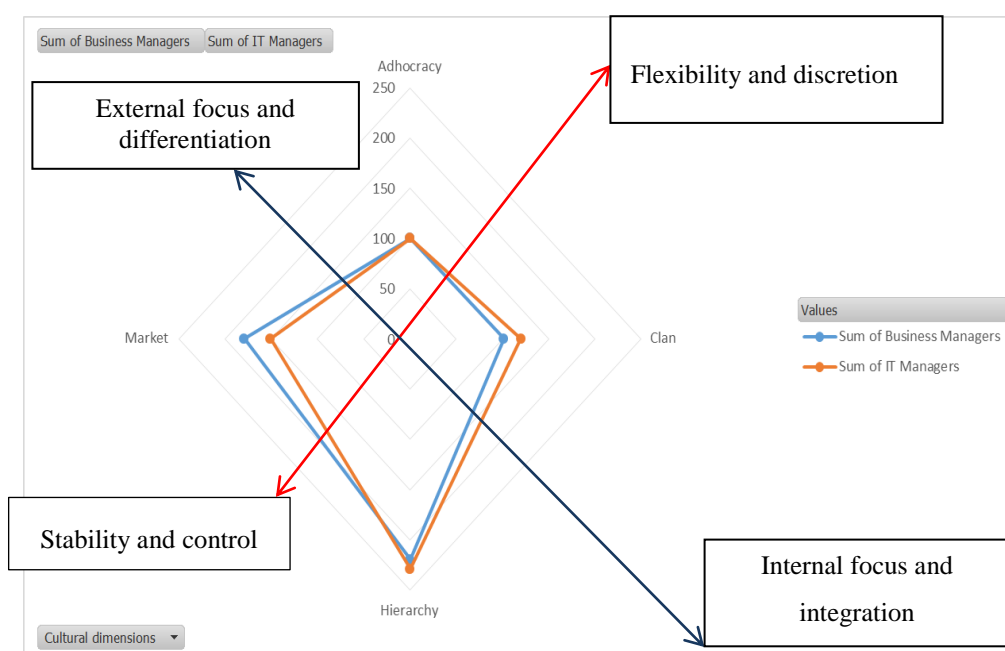 Sum of Business Managers
Sum of IT Managers
Adhocracy
Flexibility and discretion
External focus and
differentiation
250
200
150
100
50
0
Market
Clan
Values
Sum of Business Managers
Sum of IT Managers
Stability and control
Hierarchy
Internal focus and
integration
Cultural dimensions